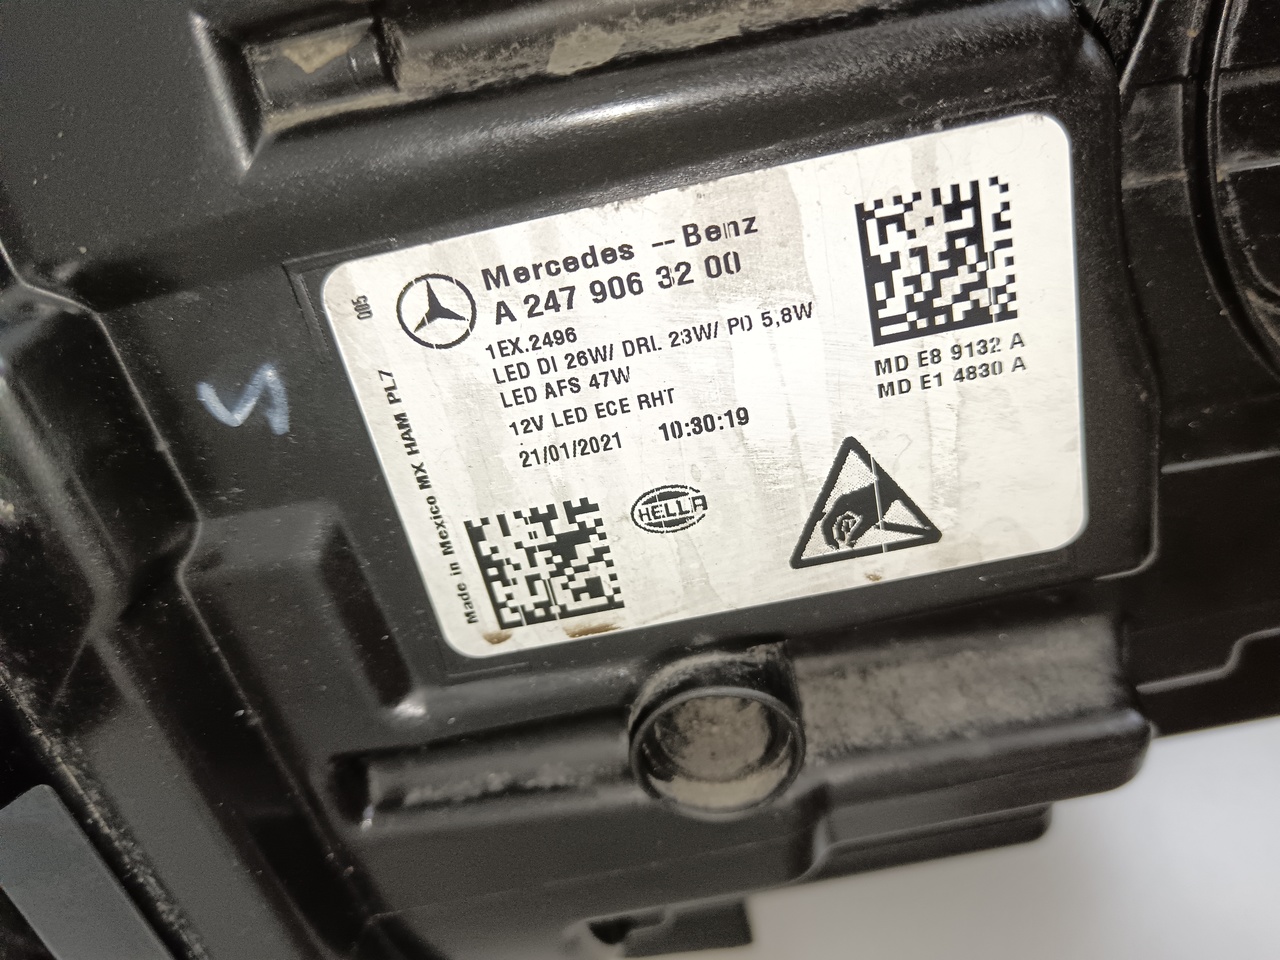 005
Mercedes -- Benz
A 247 906 32 00
1EX.2496
LED DI 26W/ DRL 23W/ PO 5,8W
LED AFS 47W
12V LED ECE RHT
21/01/2021 10:30:19
MD E8 9132 A
MD E1 4830 A
HELLA
Made in Mexico MX HAM PL7